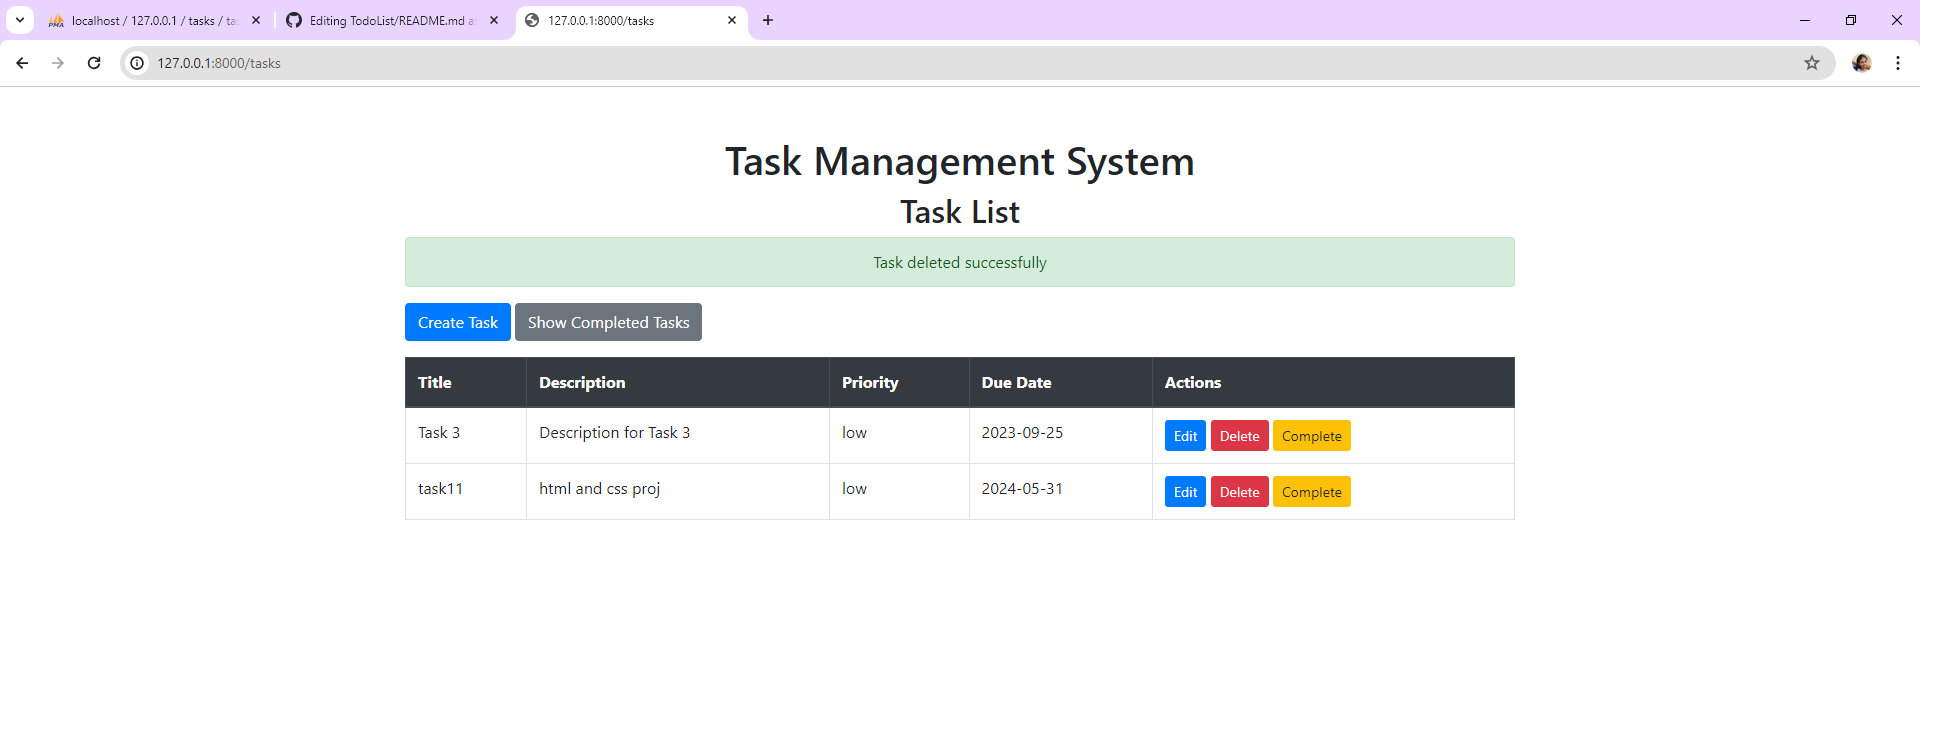 localhost / 127.0.0.1 / tasks / ta
Editing TodoList/README.md a
127.0.0.1:8000/tasks
127.0.0.1:8000/tasks
Task Management System
Task List
Task deleted successfully
Create Task Show Completed Tasks
Title Description Priority Due Date Actions
Task 3 Description for Task 3 low 2023-09-25 Edit Delete Complete
task11 html and css proj low 2024-05-31 Edit Delete Complete